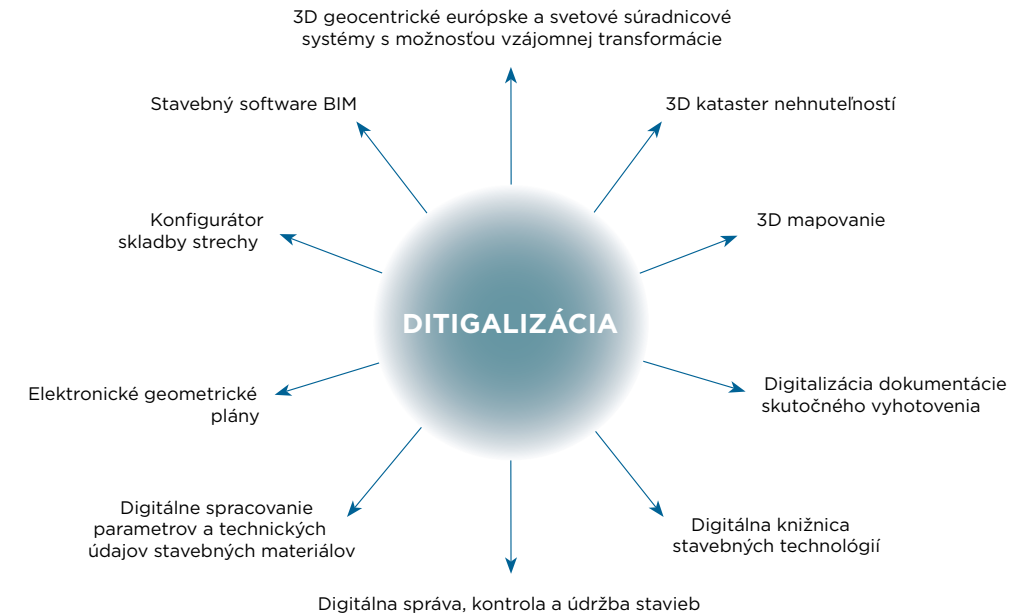 3D geocentrické európske a svetové súradnicové
systémy s možnosťou vzájomnej transformácie
Stavebný software BIM
3D kataster nehnuteľností
Konfigurátor
skladby strechy
3D mapovanie
DITIGALIZÁCIA
Elektronické geometrické
plány
Digitalizácia dokumentácie
skutočného vyhotovenia
Digitálne spracovanie
parametrov a technických
údajov stavebných materiálov
Digitálna knižnica
stavebných technológií
Digitálna správa, kontrola a údržba stavieb